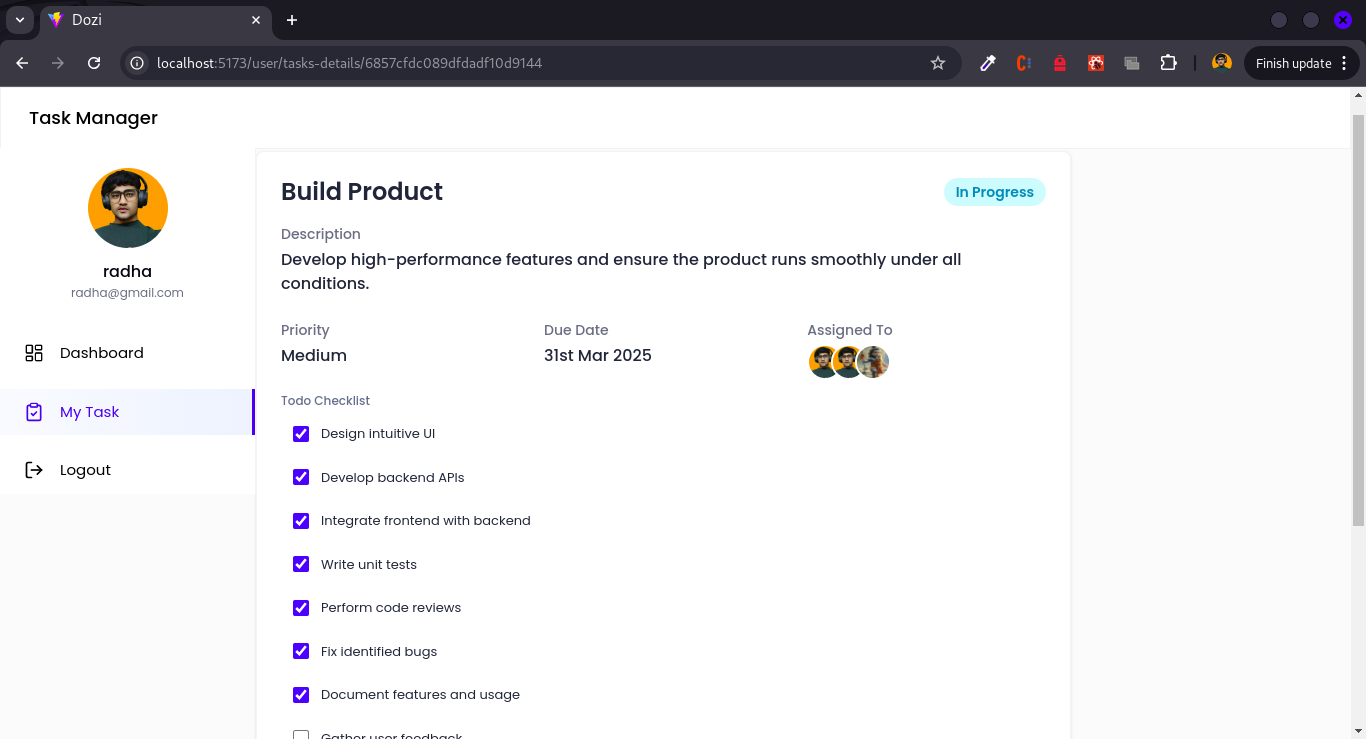 Dozi
localhost:5173/user/tasks-details/6857cfdc089dfdadf10d9144
Finish update
Task Manager
radha
radha@gmail.com
Dashboard
My Task
Logout
Build Product
In Progress
Description
Develop high-performance features and ensure the product runs smoothly under all
conditions.
Priority
Due Date
Assigned To
Medium
31st Mar 2025
Todo Checklist
Design intuitive UI
Develop backend APIs
Integrate frontend with backend
Write unit tests
Perform code reviews
Fix identified bugs
Document features and usage
Gather user feedback